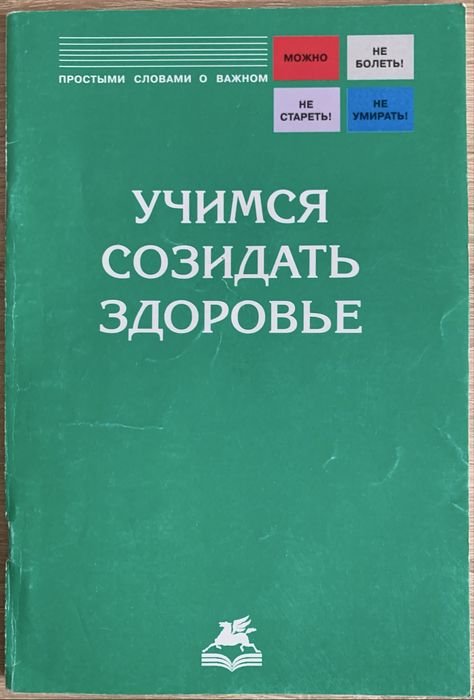 ПРОСТЫМИ СЛОВАМИ О ВАЖНОМ
МОЖНО
НЕ
БОЛЕТЬ!
НЕ
СТАРЕТЬ!
НЕ
УМИРАТЬ!
УЧИМСЯ
СОЗИДАТЬ
ЗДОРОВЬЕ